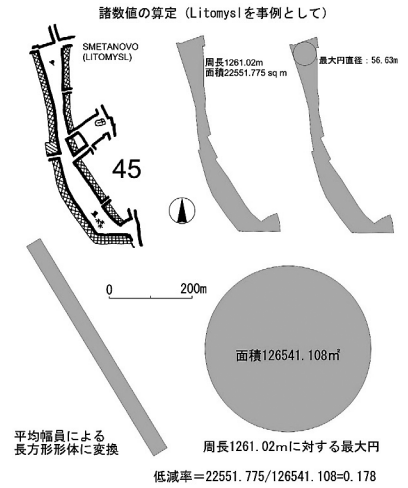 諸数値の算定（Litomyslを事例として）
SMETANOVO
(LITOMYSL)
周長1261.02m
面積22551.775 sq m
最大円直径：56.63m
45
0 200m
面積126541.108㎡
平均幅員による
長方形形体に変換
周長1261.02mに対する最大円
低減率＝22551.775/126541.108=0.178